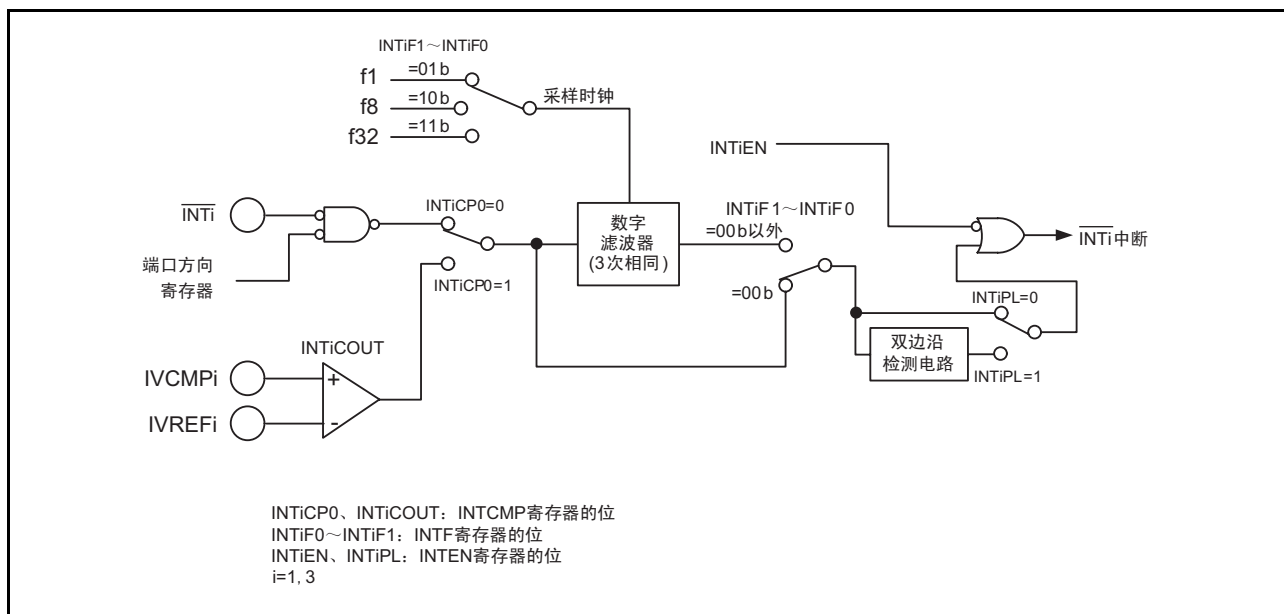 INTiF1～INTiF0
f1
=01b
f8
=10b
f32
=11b
采样时钟
INTiEN
INTi
端口方向
寄存器
INTiCP0=0
INTiCP0=1
数字
滤波器
(3次相同)
INTiF1～INTiF0
=00b以外
=00b
INTi中断
INTiPL=0
双边沿
检测电路
INTiPL=1
INTiCOUT
IVCMPi
+
IVREFi
-
INTiCP0、INTiCOUT：INTCMP寄存器的位
INTiF0～INTiF1：INTF寄存器的位
INTiEN、INTiPL：INTEN寄存器的位
i=1, 3